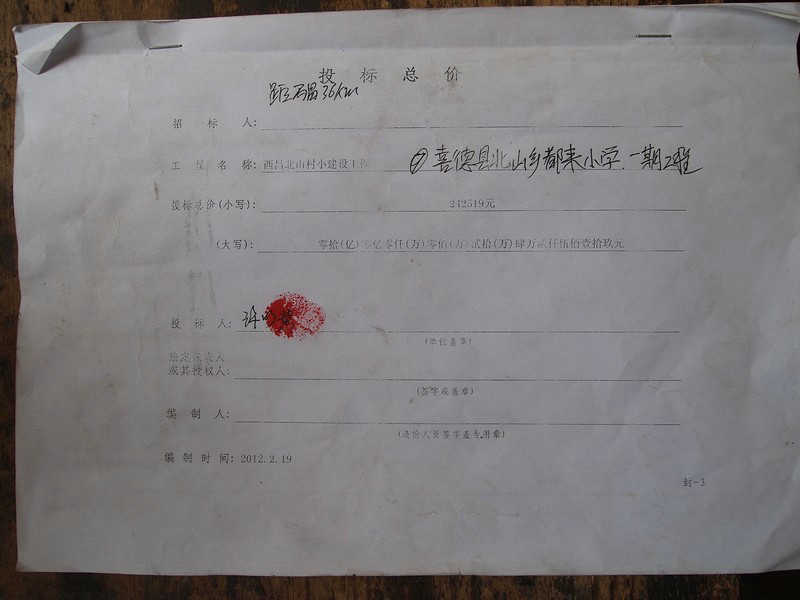 投标总价
距西昌36km
招标人:
工程名称: 西昌北山村小建设工作 ② 喜德县北山乡都来小学.一期工程
投标总价(小写): 242519元
(大写): 零拾(亿)零亿零仟(万)零佰(万)贰拾(万)肆万贰仟伍佰壹拾玖元
投标人:
(单位盖章)
法定代表人
或其授权人:
(签字或盖章)
编制人:
(造价人员签字盖专用章)
编制时间: 2012.2.19
封-3